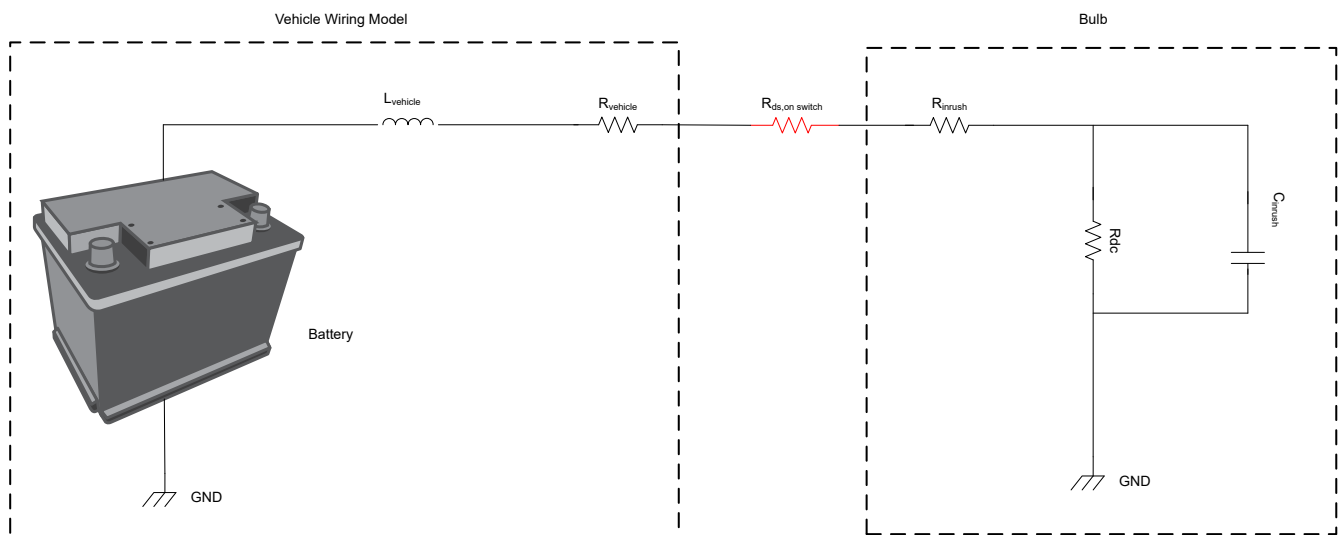 Vehicle Wiring Model
Bulb
Lvehicle
Rvehicle
Rds,on switch
Rinrush
Cinrush
Rdc
Battery
GND
GND